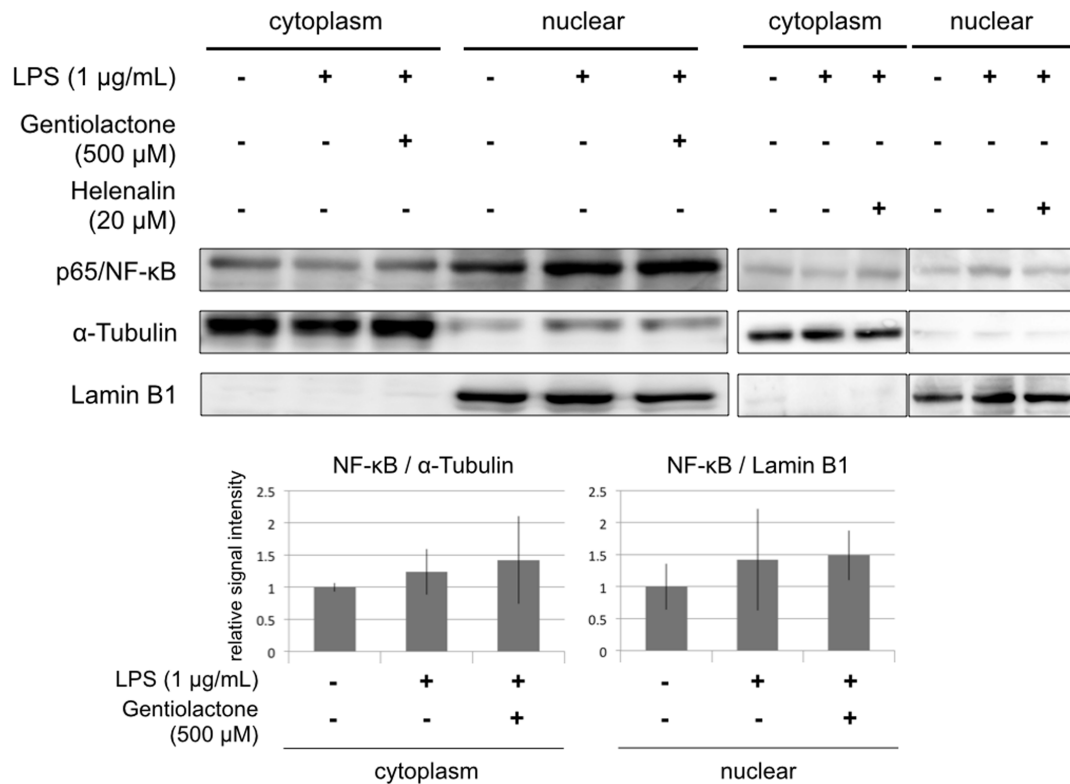 cytoplasm nuclear cytoplasm nuclear
LPS (1 µg/mL) - + + - + + - + + - + +
Gentiolactone
(500 µM) - - + - - + - - - - - -
Helenalin
(20 µM) - - - - - - - - + - - +
p65/NF-κB
α-Tubulin
Lamin B1
NF-κB / α-Tubulin
relative signal intensity
2.5
2
1.5
1
0.5
0
NF-κB / Lamin B1
2.5
2
1.5
1
0.5
0
LPS (1 µg/mL) - + + - + +
Gentiolactone
(500 µM) - - + - - +
cytoplasm nuclear